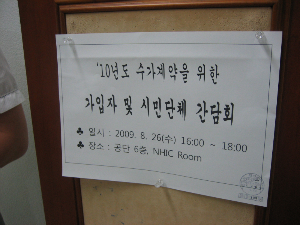 '10년도 수가계약을 위한
가입자 및 시민단체 간담회
♣ 일시 : 2009. 8. 26(수) 16:00 ~ 18:00
♣ 장소 : 공단 6층, NHIC Room